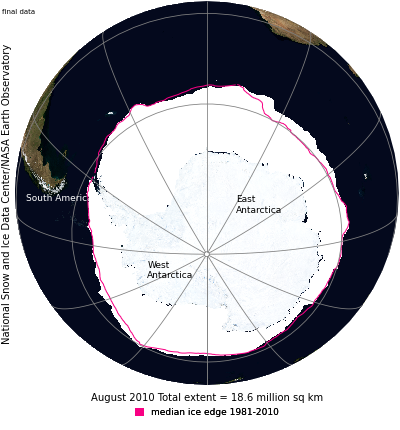 final data
National Snow and Ice Data Center/NASA Earth Observatory
South America
East
Antarctica
West
Antarctica
August 2010 Total extent = 18.6 million sq km
median ice edge 1981-2010